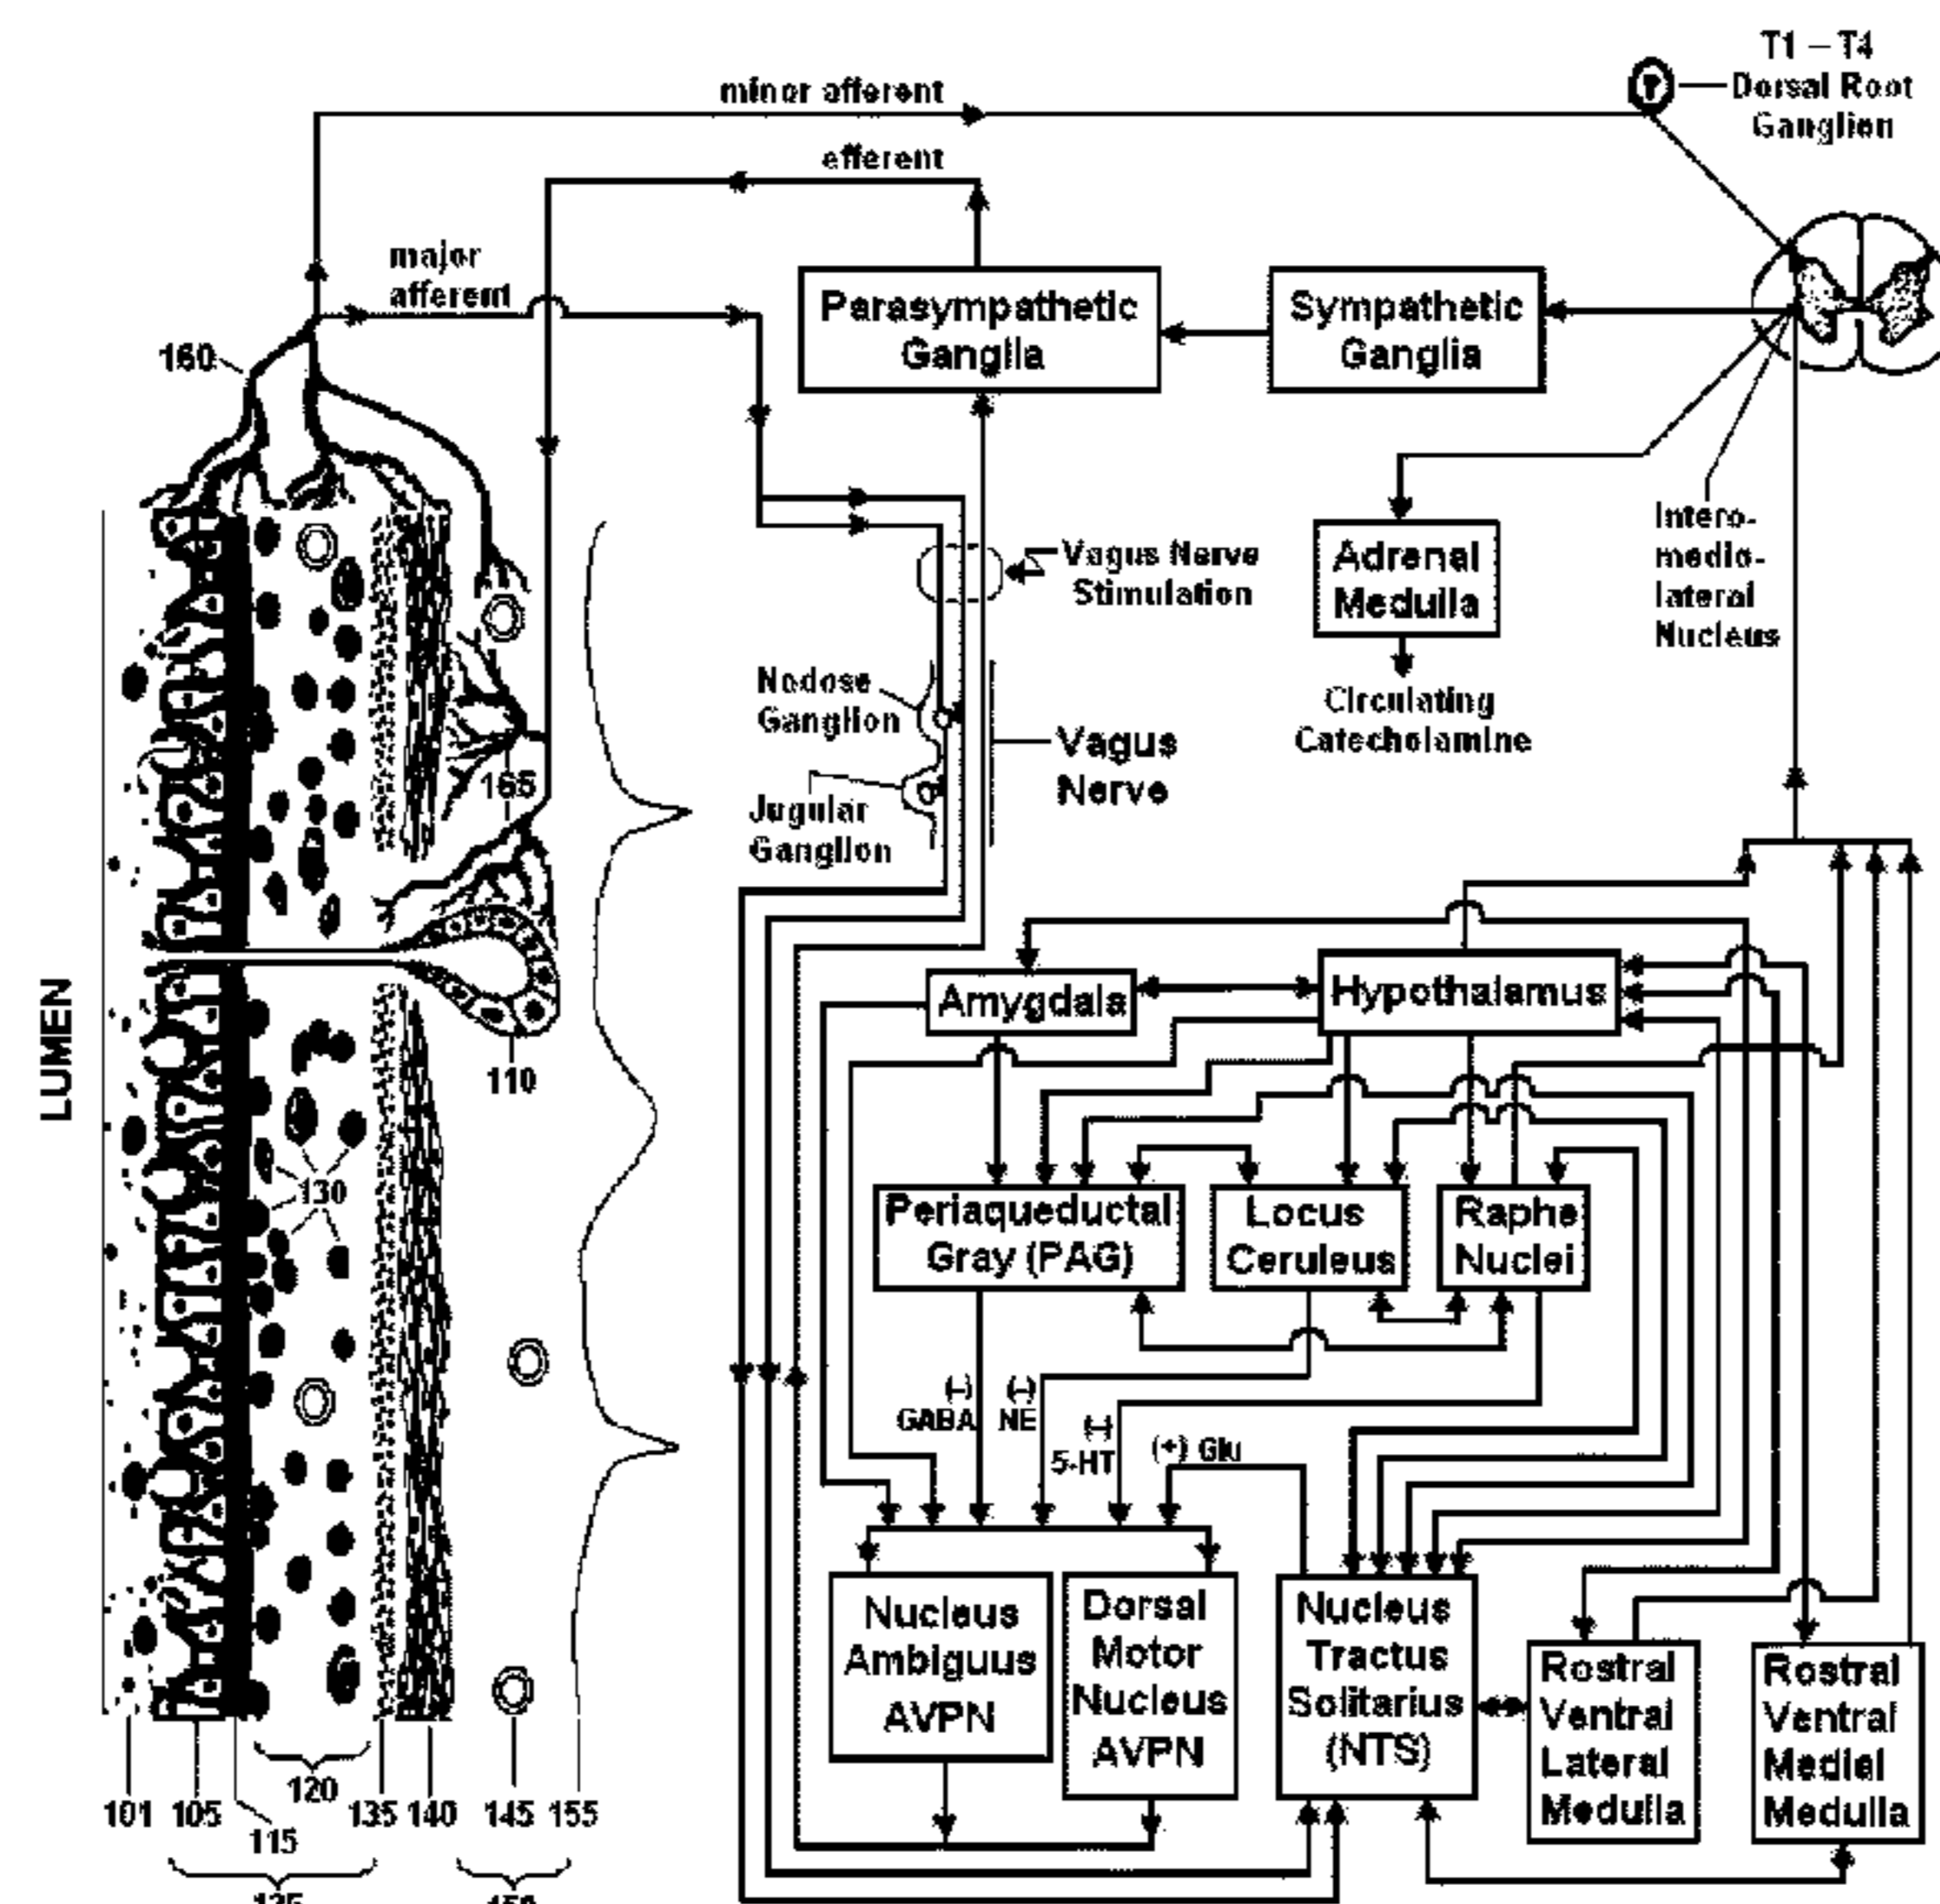 T1 – T4
Dorsal Root
Ganglion
minor afferent
efferent
major
afferent
160
Parasympathetic
Ganglia
Sympathetic
Ganglia
Vagus Nerve
Stimulation
Adrenal
Medulla
Intero-
medio-
lateral
Nucleus
Nodose
Ganglion
Circulating
Catecholamine
Vagus
Nerve
165
Jugular
Ganglion
LUMEN
110
Amygdala
Hypothalamus
130
Periaqueductal
Gray (PAG)
Locus
Ceruleus
Raphe
Nuclei
(–)
GABA
(–)
NE
(–)
5-HT
(+) Glu
Nucleus
Ambiguus
AVPN
Dorsal
Motor
Nucleus
AVPN
Nucleus
Tractus
Solitarius
(NTS)
Rostral
Ventral
Lateral
Medulla
Rostral
Ventral
Medial
Medulla
120
101 105 135 140 145 155
115